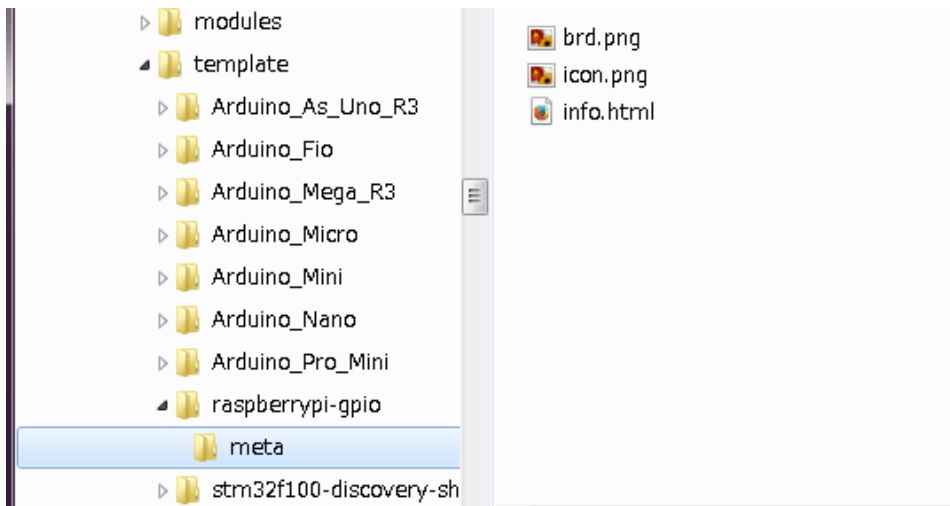 modules
template
Arduino_As_Uno_R3
Arduino_Fio
Arduino_Mega_R3
Arduino_Micro
Arduino_Mini
Arduino_Nano
Arduino_Pro_Mini
raspberrypi-gpio
meta
stm32f100-discovery-sh
brd.png
icon.png
info.html